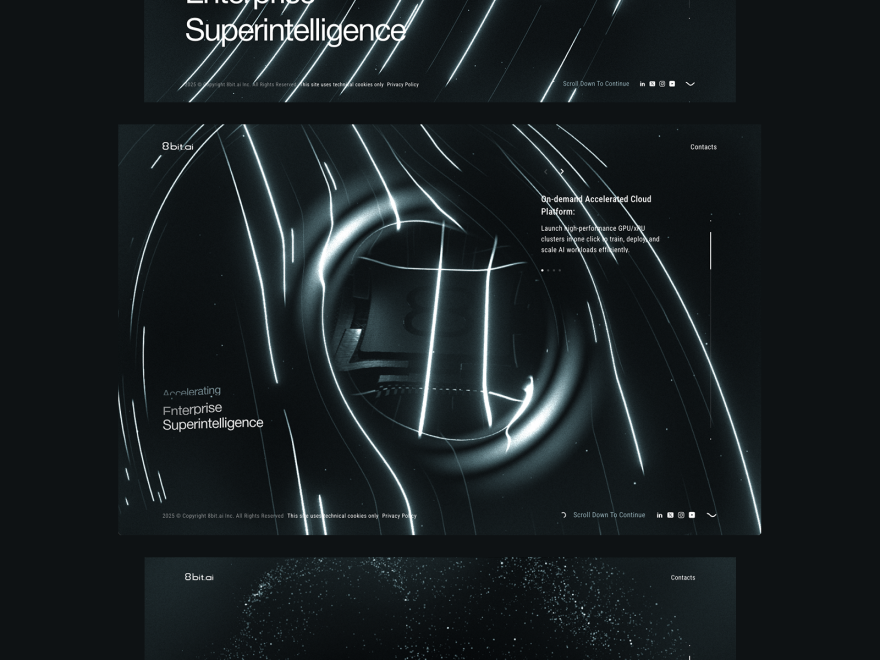 Enterprise
Superintelligence
2025 © Copyright 8bit.ai Inc. All Rights Reserved This site uses technical cookies only Privacy Policy
Scroll Down To Continue
8bit.ai
Contacts
On-demand Accelerated Cloud
Platform:
Launch high-performance GPU/xPU
clusters in one click to train, deploy, and
scale AI workloads efficiently.
Accelerating
Enterprise
Superintelligence
2025 © Copyright 8bit.ai Inc. All Rights Reserved This site uses technical cookies only Privacy Policy
Scroll Down To Continue
8bit.ai
Contacts